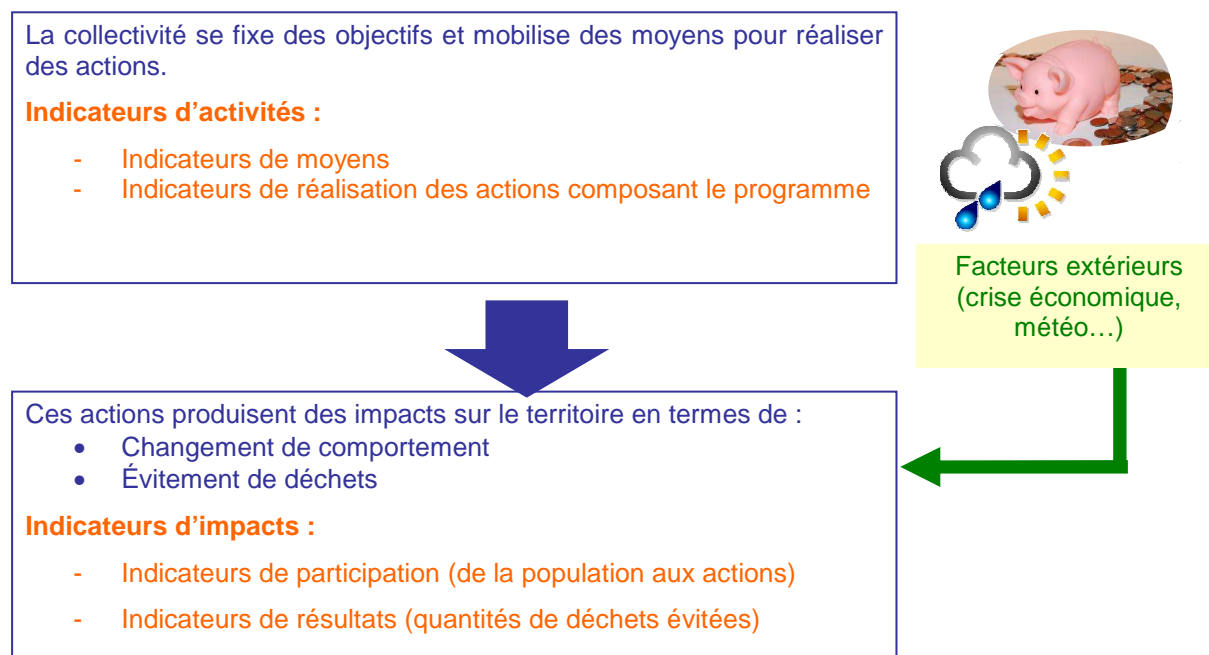 La collectivité se fixe des objectifs et mobilise des moyens pour réaliser
des actions.
Indicateurs d'activités :
- Indicateurs de moyens
- Indicateurs de réalisation des actions composant le programme
Facteurs extérieurs
(crise économique,
météo…)
Ces actions produisent des impacts sur le territoire en termes de :
• Changement de comportement
• Évitement de déchets
Indicateurs d'impacts :
- Indicateurs de participation (de la population aux actions)
- Indicateurs de résultats (quantités de déchets évitées)